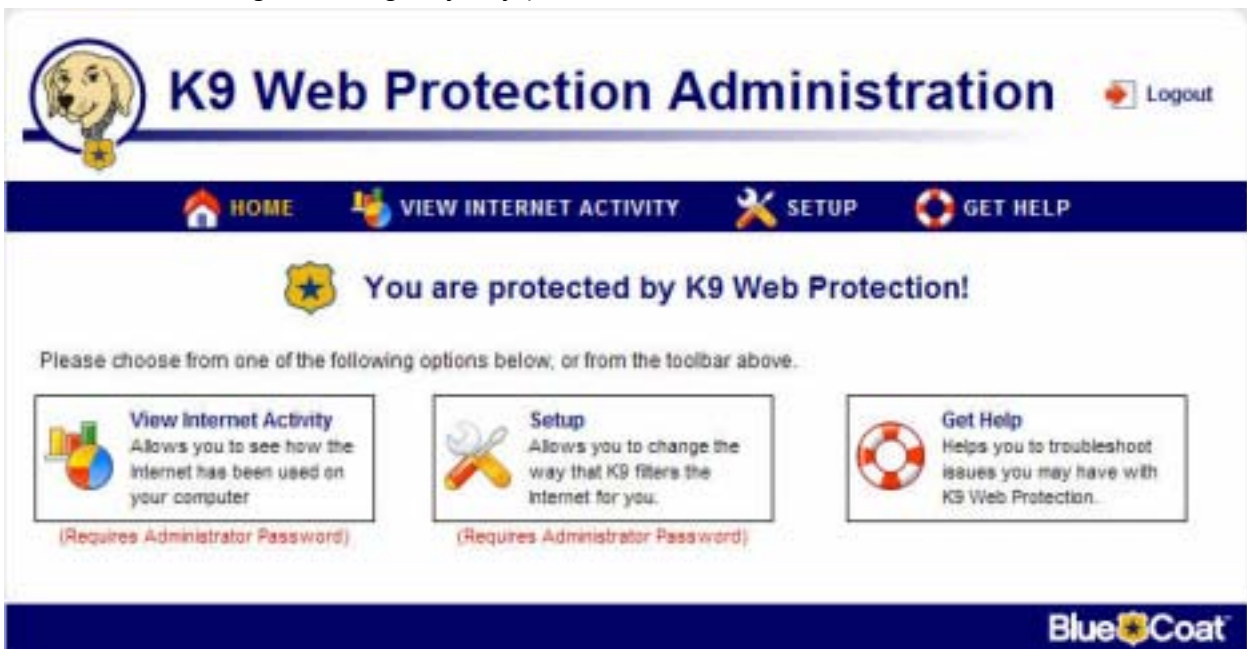 K9 Web Protection Administration
Logout
HOME VIEW INTERNET ACTIVITY SETUP GET HELP
You are protected by K9 Web Protection!
Please choose from one of the following options below, or from the toolbar above.
View Internet Activity
Allows you to see how the
Internet has been used on
your computer
(Requires Administrator Password)
Setup
Allows you to change the
way that K9 filters the
Internet for you.
(Requires Administrator Password)
Get Help
Helps you to troubleshoot
issues you may have with
K9 Web Protection.
Blue Coat